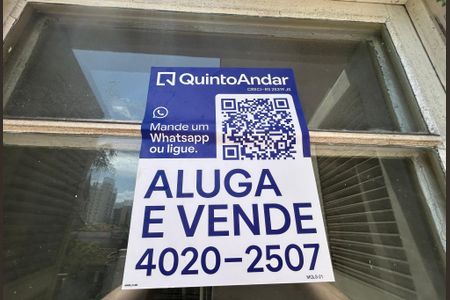 QuintoAndar
Mande um
Whatsapp
ou ligue.
ALUGA
E VENDE
4020-2507